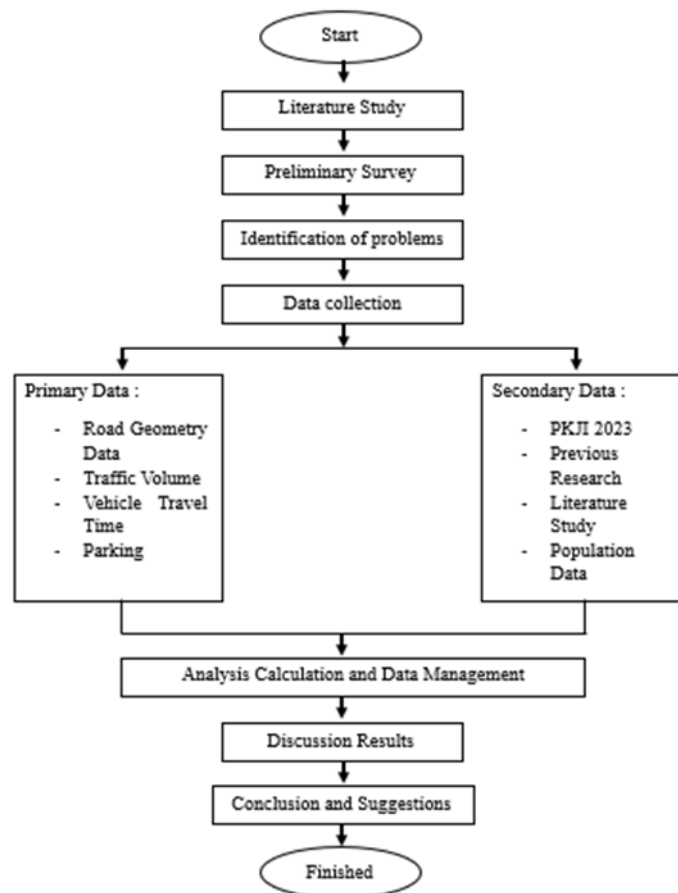 Start
Literature Study
Preliminary Survey
Identification of problems
Data collection
Primary Data :
- Road Geometry
Data
- Traffic Volume
- Vehicle Travel
Time
- Parking
Secondary Data :
- PKJI 2023
- Previous
Research
- Literature
Study
- Population
Data
Analysis Calculation and Data Management
Discussion Results
Conclusion and Suggestions
Finished